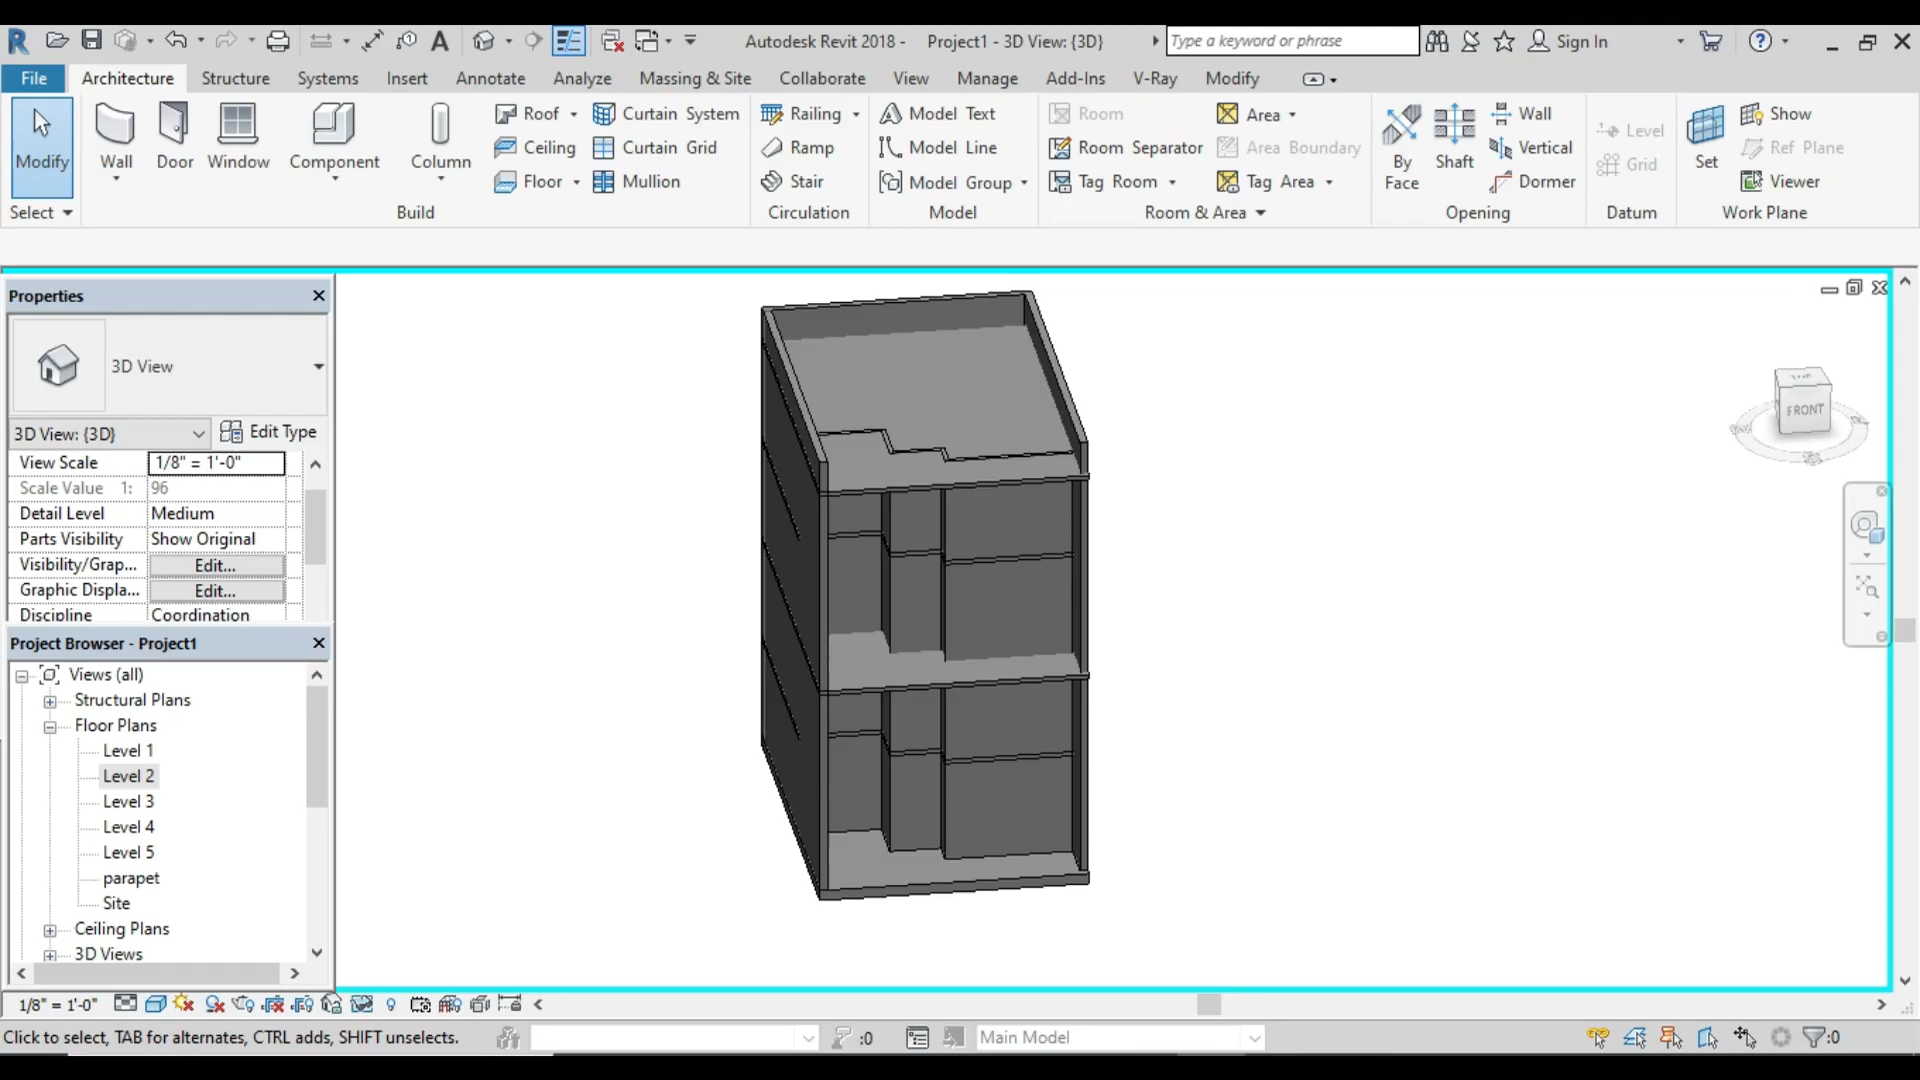 Autodesk Revit 2018 - Project1 - 3D View: {3D}
Type a keyword or phrase
Sign In
File Architecture Structure Systems Insert Annotate Analyze Massing & Site Collaborate View Manage Add-Ins V-Ray Modify
Modify
Wall
Door
Window
Component
Column
Roof
Ceiling
Floor
Curtain System
Curtain Grid
Mullion
Railing
Ramp
Stair
Model Text
Model Line
Model Group
Room
Room Separator
Tag Room
Area
Area Boundary
Tag Area
By
Face
Shaft
Wall
Vertical
Dormer
Level
Grid
Set
Show
Ref Plane
Viewer
Select Build Circulation Model Room & Area Opening Datum Work Plane
Properties
3D View
3D View: {3D} Edit Type
View Scale 1/8" = 1'-0"
Scale Value 1: 96
Detail Level Medium
Parts Visibility Show Original
Visibility/Grap... Edit...
Graphic Displa... Edit...
Discipline Coordination
Project Browser - Project1
Views (all)
Structural Plans
Floor Plans
Level 1
Level 2
Level 3
Level 4
Level 5
parapet
Site
Ceiling Plans
3D Views
FRONT
1/8" = 1'-0"
Click to select, TAB for alternates, CTRL adds, SHIFT unselects.
:0
Main Model
:0